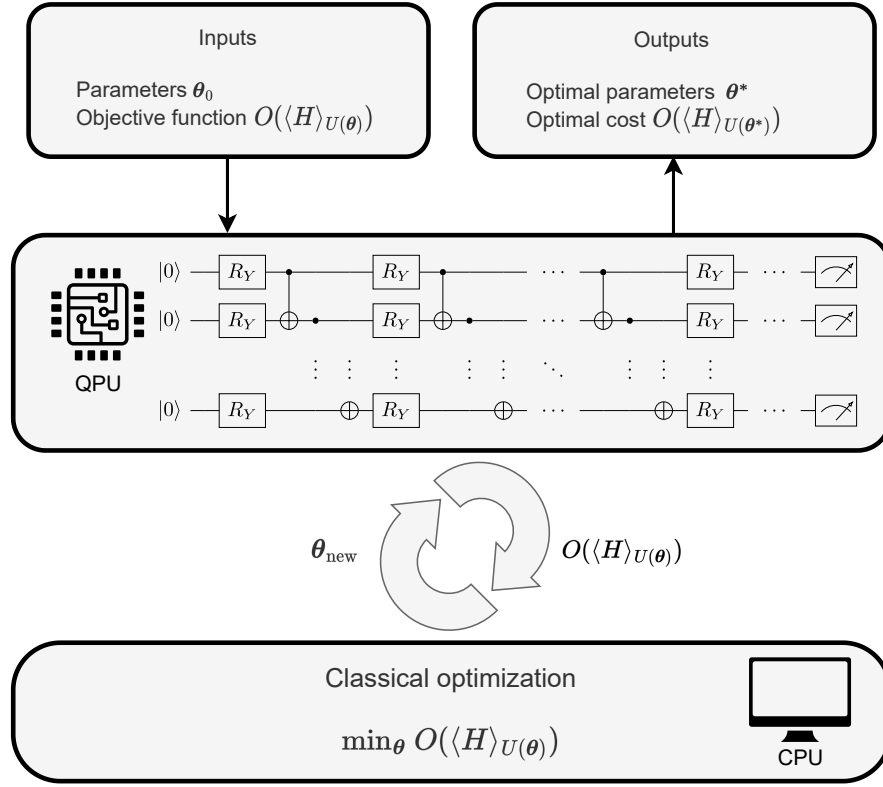 Inputs
Parameters θ₀
Objective function O(⟨H⟩_{U(θ)})
Outputs
Optimal parameters θ*
Optimal cost O(⟨H⟩_{U(θ*)})
|0⟩ R_Y R_Y ⋯ R_Y ⋯
|0⟩ R_Y R_Y ⋯ R_Y ⋯
QPU
|0⟩ R_Y R_Y ⋯ R_Y ⋯
θ_new
O(⟨H⟩_{U(θ)})
Classical optimization
min_θ O(⟨H⟩_{U(θ)})
CPU